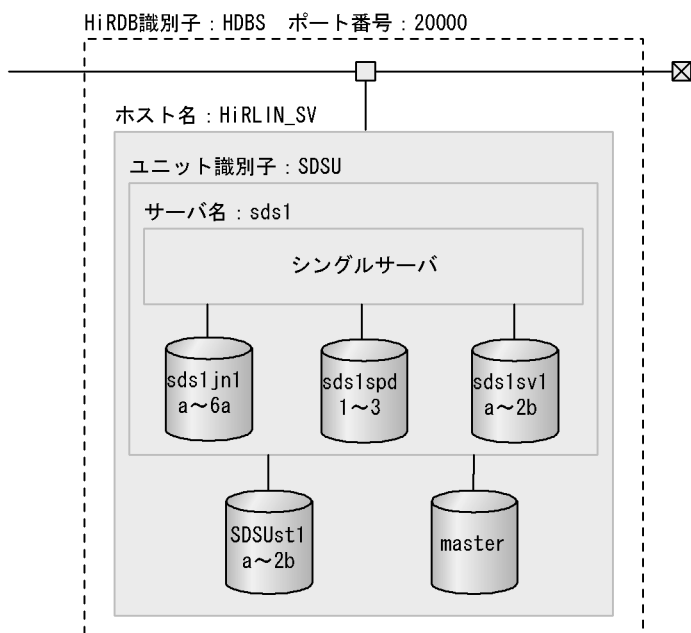 HiRDB識別子：HDBS　ポート番号：20000
ホスト名：HiRLIN_SV
ユニット識別子：SDSU
サーバ名：sds1
シングルサーバ
sds1jn1
a～6a
sds1spd
1～3
sds1sv1
a～2b
SDSUst1
a～2b
master